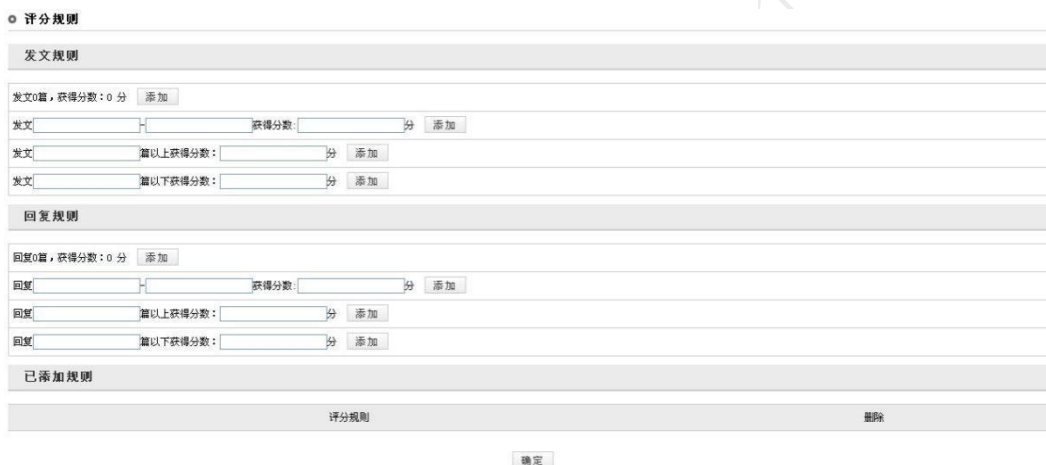 评分规则
发文规则
发文0篇，获得分数：0 分 添加
发文 - 获得分数: 分 添加
发文 篇以上获得分数： 分 添加
发文 篇以下获得分数： 分 添加
回复规则
回复0篇，获得分数：0 分 添加
回复 - 获得分数: 分 添加
回复 篇以上获得分数： 分 添加
回复 篇以下获得分数： 分 添加
已添加规则
评分规则 删除
确定